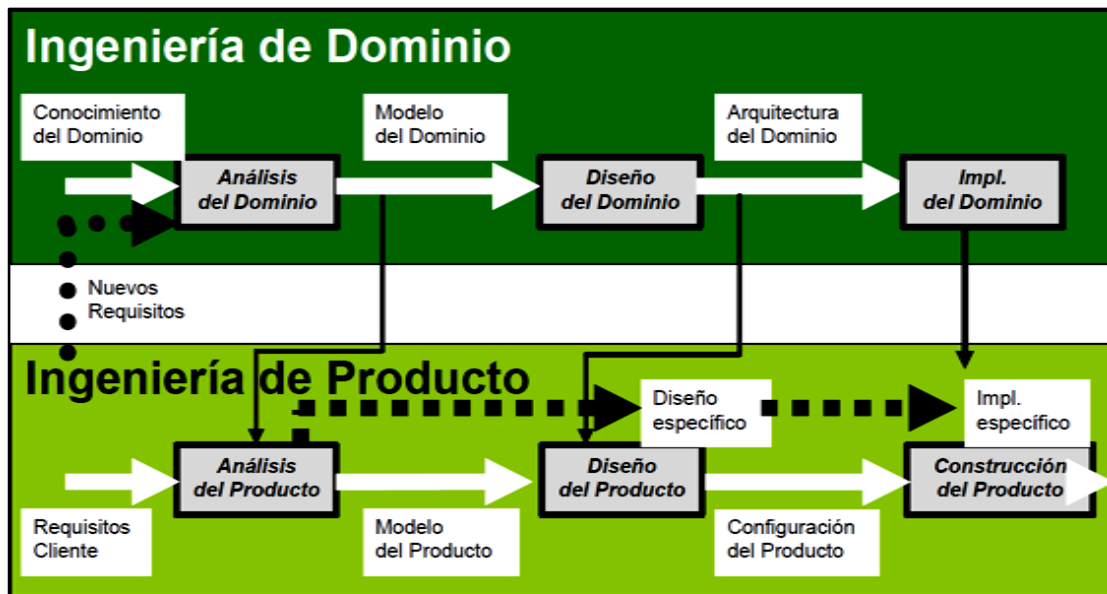 Ingeniería de Dominio
Conocimiento
del Dominio
Modelo
del Dominio
Arquitectura
del Dominio
Análisis
del Dominio
Diseño
del Dominio
Impl.
del Dominio
Nuevos
Requisitos
Ingeniería de Producto
Diseño
específico
Impl.
específico
Análisis
del Producto
Diseño
del Producto
Construcción
del Producto
Requisitos
Cliente
Modelo
del Producto
Configuración
del Producto